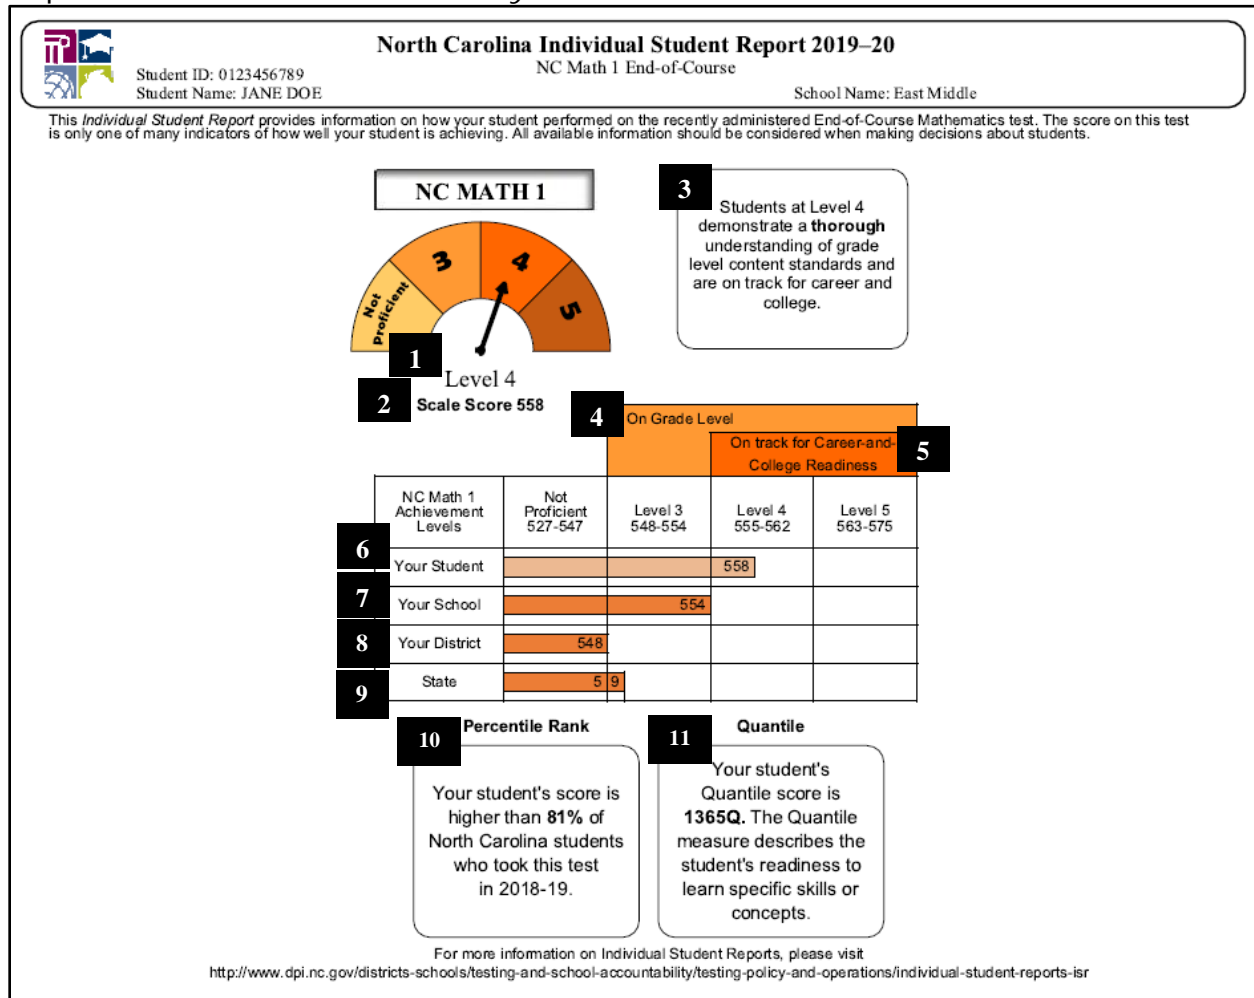 North Carolina Individual Student Report 2019–20
NC Math 1 End-of-Course
Student ID: 0123456789
Student Name: JANE DOE
School Name: East Middle
This Individual Student Report provides information on how your student performed on the recently administered End-of-Course Mathematics test. The score on this test
is only one of many indicators of how well your student is achieving. All available information should be considered when making decisions about students.
NC MATH 1
Not
Proficient
3
4
5
1
Level 4
2
Scale Score 558
3
Students at Level 4
demonstrate a thorough
understanding of grade
level content standards and
are on track for career and
college.
4
On Grade Level
On track for Career-and-
College Readiness
5
NC Math 1
Achievement
Levels
Not
Proficient
527-547
Level 3
548-554
Level 4
555-562
Level 5
563-575
6
Your Student
558
7
Your School
554
8
Your District
548
9
State
5 9
10
Percentile Rank
Your student's score is
higher than 81% of
North Carolina students
who took this test
in 2018-19.
11
Quantile
Your student's
Quantile score is
1365Q. The Quantile
measure describes the
student's readiness to
learn specific skills or
concepts.
For more information on Individual Student Reports, please visit
http://www.dpi.nc.gov/districts-schools/testing-and-school-accountability/testing-policy-and-operations/individual-student-reports-isr